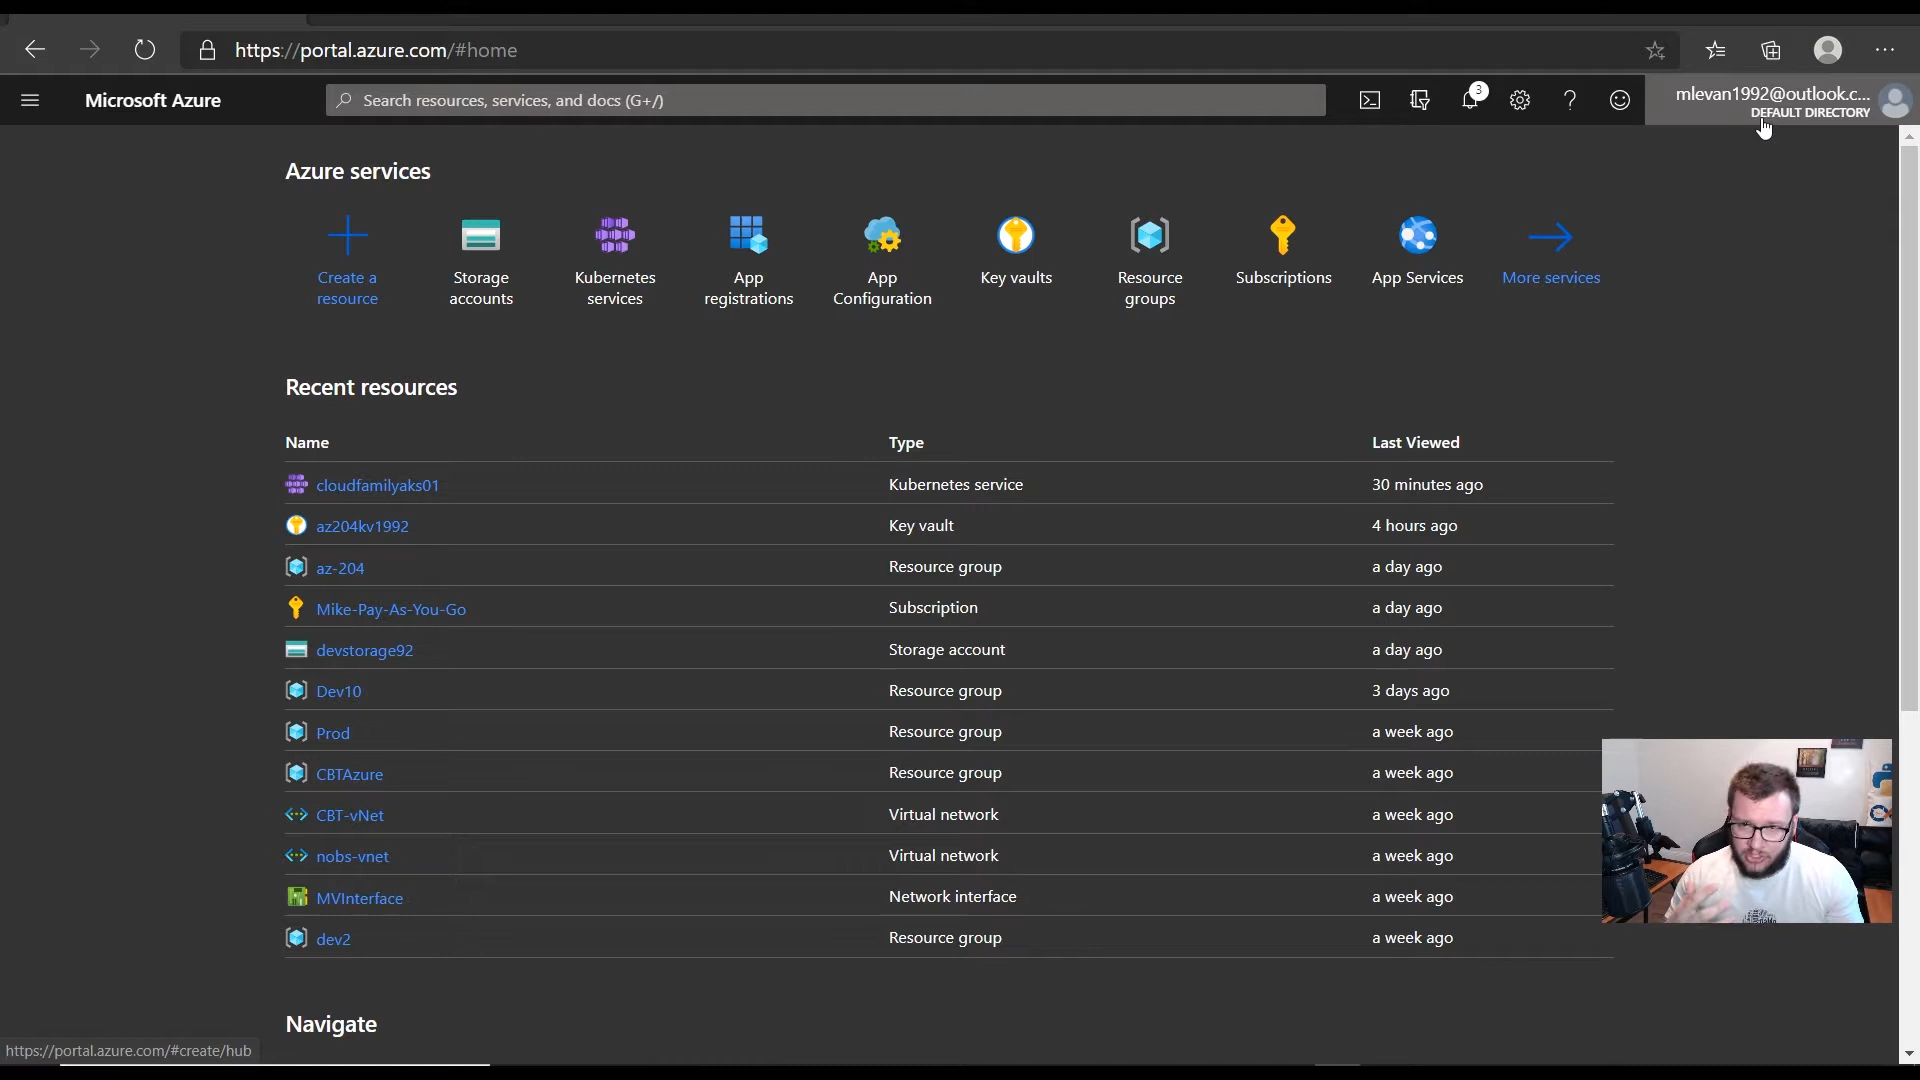 https://portal.azure.com/#home
Microsoft Azure
Search resources, services, and docs (G+/)
3
mlevan1992@outlook.c...
DEFAULT DIRECTORY
Azure services
Create a resource
Storage accounts
Kubernetes services
App registrations
App Configuration
Key vaults
Resource groups
Subscriptions
App Services
More services
Recent resources
Name Type Last Viewed
cloudfamilyaks01 Kubernetes service 30 minutes ago
az204kv1992 Key vault 4 hours ago
az-204 Resource group a day ago
Mike-Pay-As-You-Go Subscription a day ago
devstorage92 Storage account a day ago
Dev10 Resource group 3 days ago
Prod Resource group a week ago
CBTAzure Resource group a week ago
CBT-vNet Virtual network a week ago
nobs-vnet Virtual network a week ago
MVInterface Network interface a week ago
dev2 Resource group a week ago
Navigate
https://portal.azure.com/#create/hub